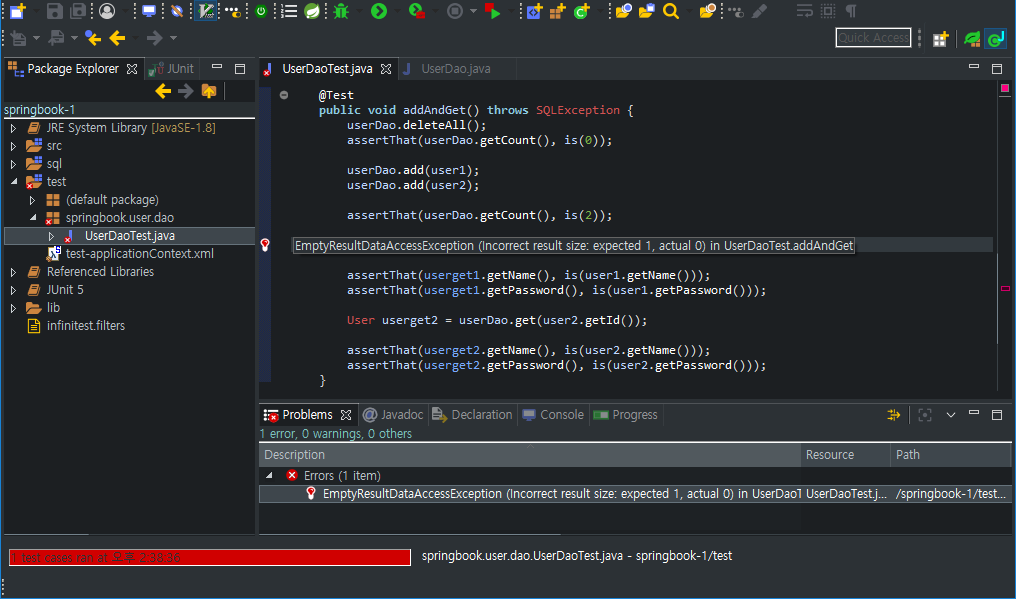 Quick Access
Package Explorer
JUnit
springbook-1
JRE System Library [JavaSE-1.8]
src
sql
test
(default package)
springbook.user.dao
UserDaoTest.java
test-applicationContext.xml
Referenced Libraries
JUnit 5
lib
infinitest.filters
UserDaoTest.java
UserDao.java
@Test
public void addAndGet() throws SQLException {
userDao.deleteAll();
assertThat(userDao.getCount(), is(0));
userDao.add(user1);
userDao.add(user2);
assertThat(userDao.getCount(), is(2));
EmptyResultDataAccessException (Incorrect result size: expected 1, actual 0) in UserDaoTest.addAndGet
assertThat(userget1.getName(), is(user1.getName()));
assertThat(userget1.getPassword(), is(user1.getPassword()));
User userget2 = userDao.get(user2.getId());
assertThat(userget2.getName(), is(user2.getName()));
assertThat(userget2.getPassword(), is(user2.getPassword()));
}
Problems
Javadoc
Declaration
Console
Progress
1 error, 0 warnings, 0 others
Description Resource Path
Errors (1 item)
EmptyResultDataAccessException (Incorrect result size: expected 1, actual 0) in UserDaoT UserDaoTest.j... /springbook-1/test...
1 test cases ran at 오후 2:36:36
springbook.user.dao.UserDaoTest.java - springbook-1/test